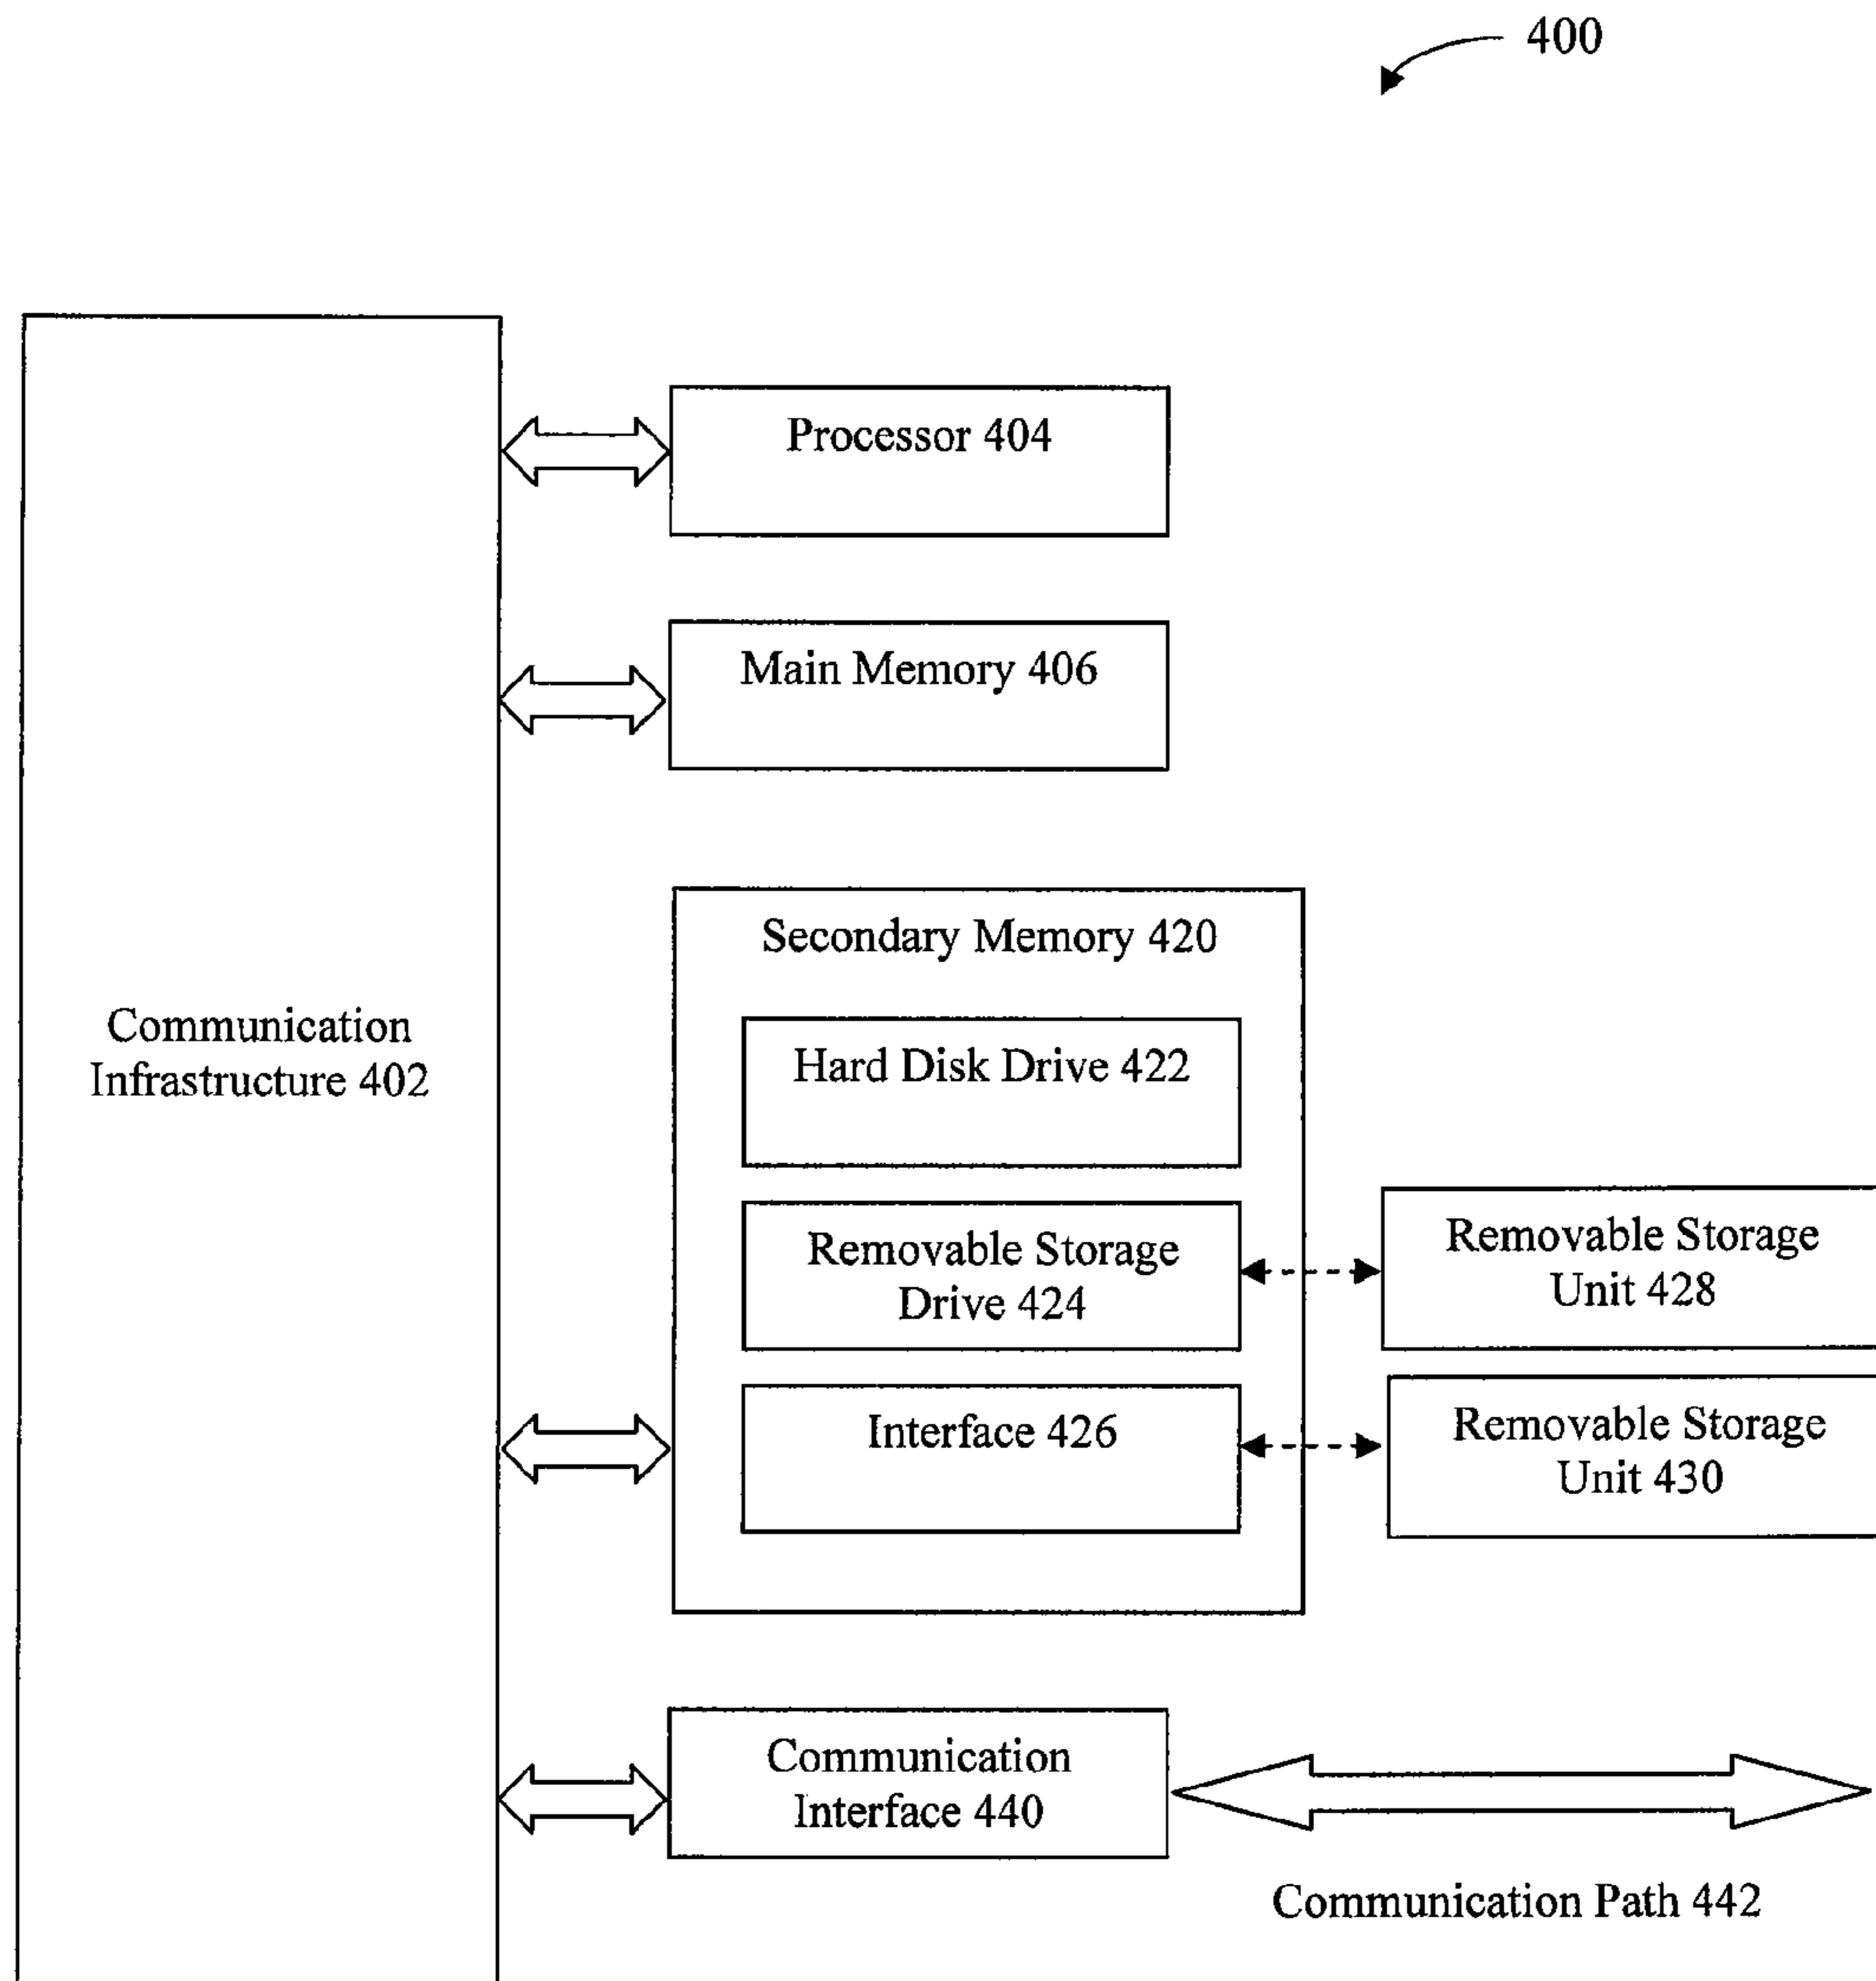 400
Processor 404
Main Memory 406
Secondary Memory 420
Communication
Infrastructure 402
Hard Disk Drive 422
Removable Storage
Drive 424
Removable Storage
Unit 428
Interface 426
Removable Storage
Unit 430
Communication
Interface 440
Communication Path 442